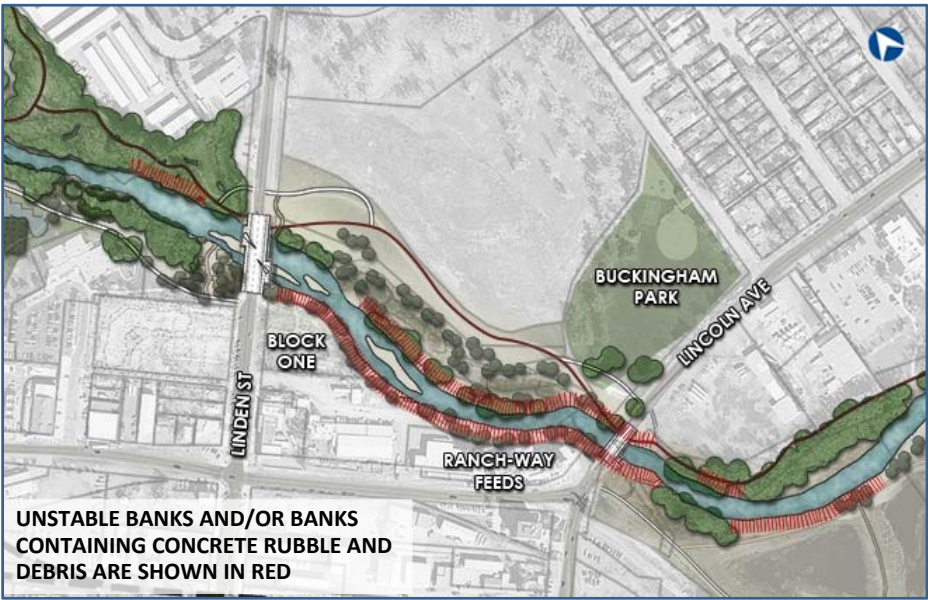 BUCKINGHAM
PARK
LINCOLN AVE
BLOCK
ONE
LINDEN ST
RANCH-WAY
FEEDS
UNSTABLE BANKS AND/OR BANKS
CONTAINING CONCRETE RUBBLE AND
DEBRIS ARE SHOWN IN RED